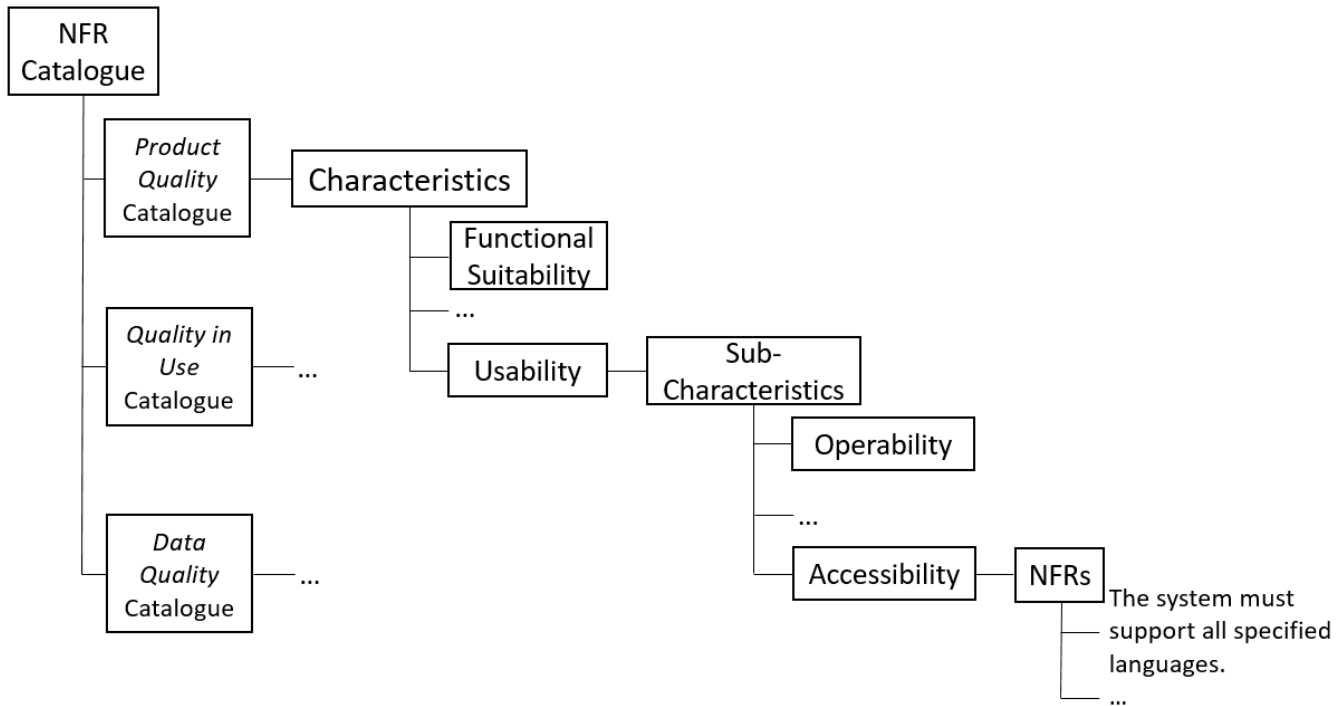 NFR
Catalogue
Product
Quality
Catalogue
Characteristics
Functional
Suitability
...
Usability
Sub-
Characteristics
Operability
...
Accessibility
NFRs
The system must
support all specified
languages.
...
Quality in
Use
Catalogue
...
Data
Quality
Catalogue
...